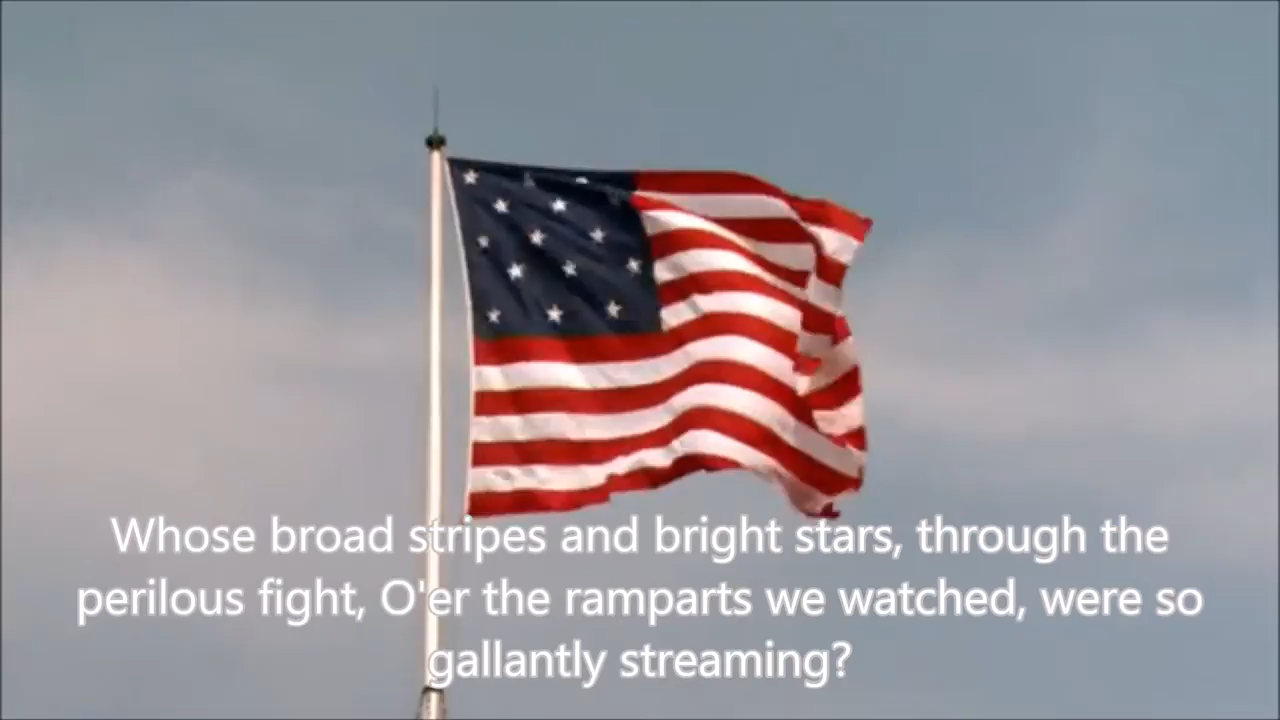 Whose broad stripes and bright stars, through the
perilous fight, O'er the ramparts we watched, were so
gallantly streaming?